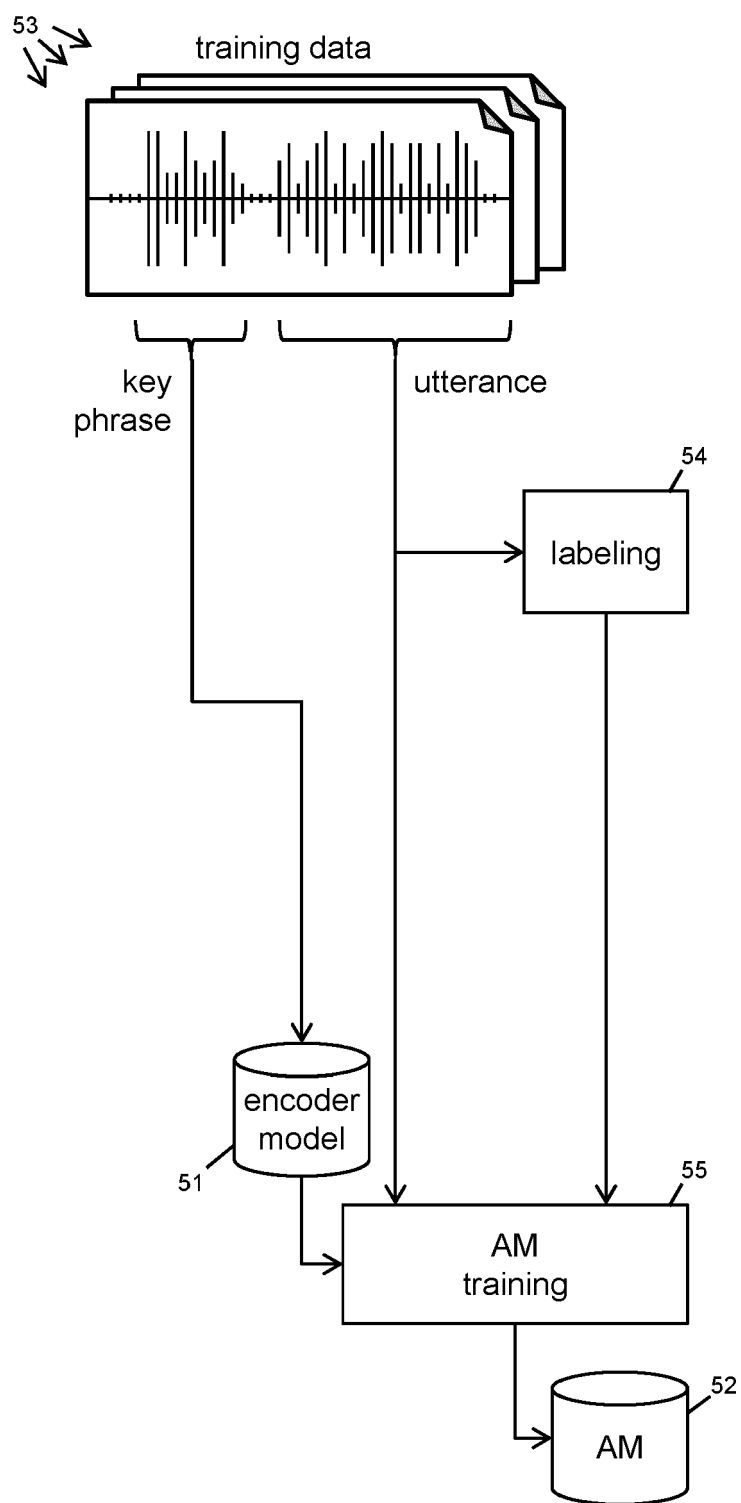 53
training data
key
phrase
utterance
54
labeling
encoder
model
51
55
AM
training
52
AM